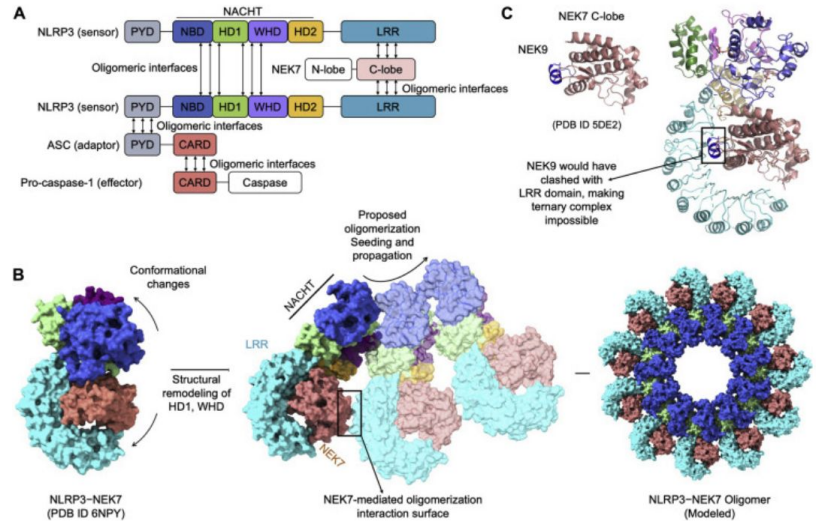 A
NACHT
NLRP3 (sensor) PYD NBD HD1 WHD HD2 LRR
Oligomeric interfaces
NEK7 N-lobe C-lobe
Oligomeric interfaces
NLRP3 (sensor) PYD NBD HD1 WHD HD2 LRR
Oligomeric interfaces
ASC (adaptor) PYD CARD
Oligomeric interfaces
Pro-caspase-1 (effector) CARD Caspase
C
NEK7 C-lobe
NEK9
(PDB ID 5DE2)
NEK9 would have
clashed with
LRR domain, making
ternary complex
impossible
B
Conformational
changes
Structural
remodeling of
HD1, WHD
NLRP3–NEK7
(PDB ID 6NPY)
Proposed
oligomerization
Seeding and
propagation
NACHT
LRR
NEK7
NEK7-mediated oligomerization
interaction surface
NLRP3–NEK7 Oligomer
(Modeled)